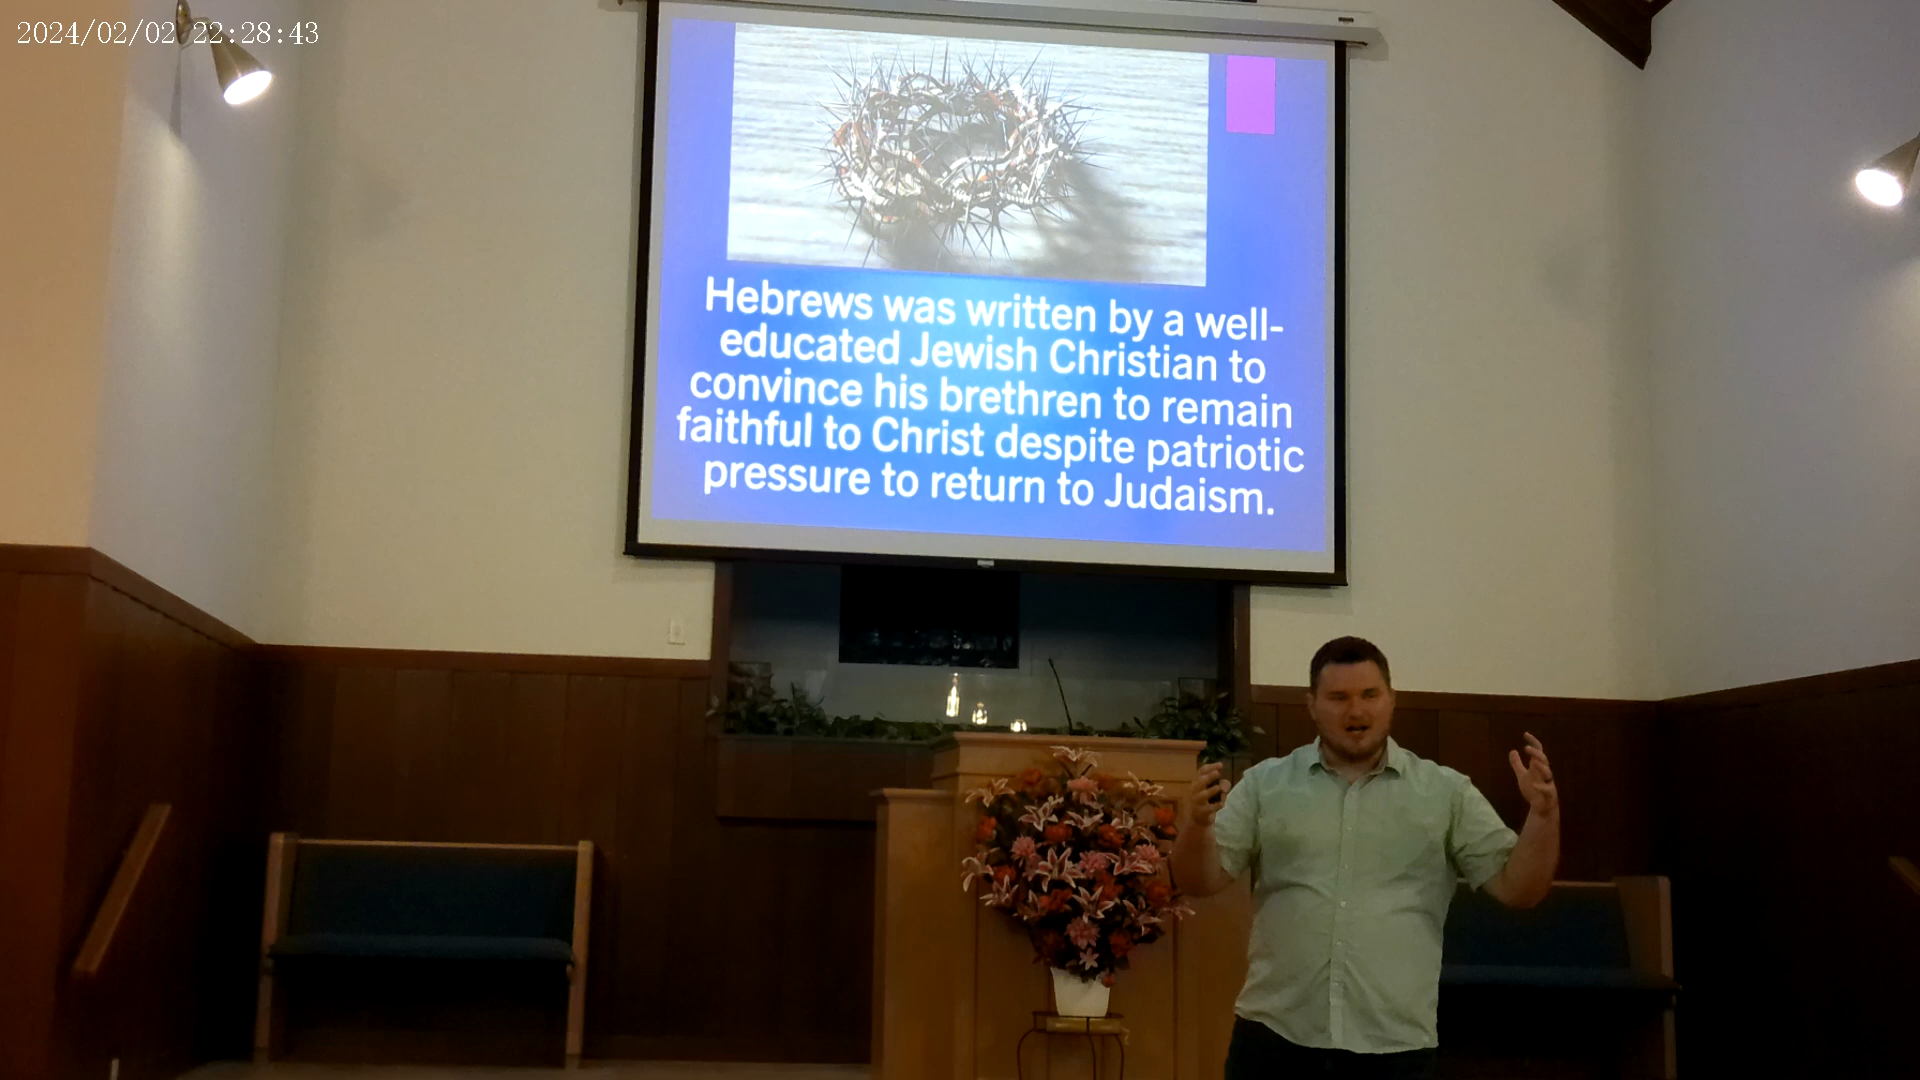 2024/02/02 22:28:43
Hebrews was written by a well-
educated Jewish Christian to
convince his brethren to remain
faithful to Christ despite patriotic
pressure to return to Judaism.